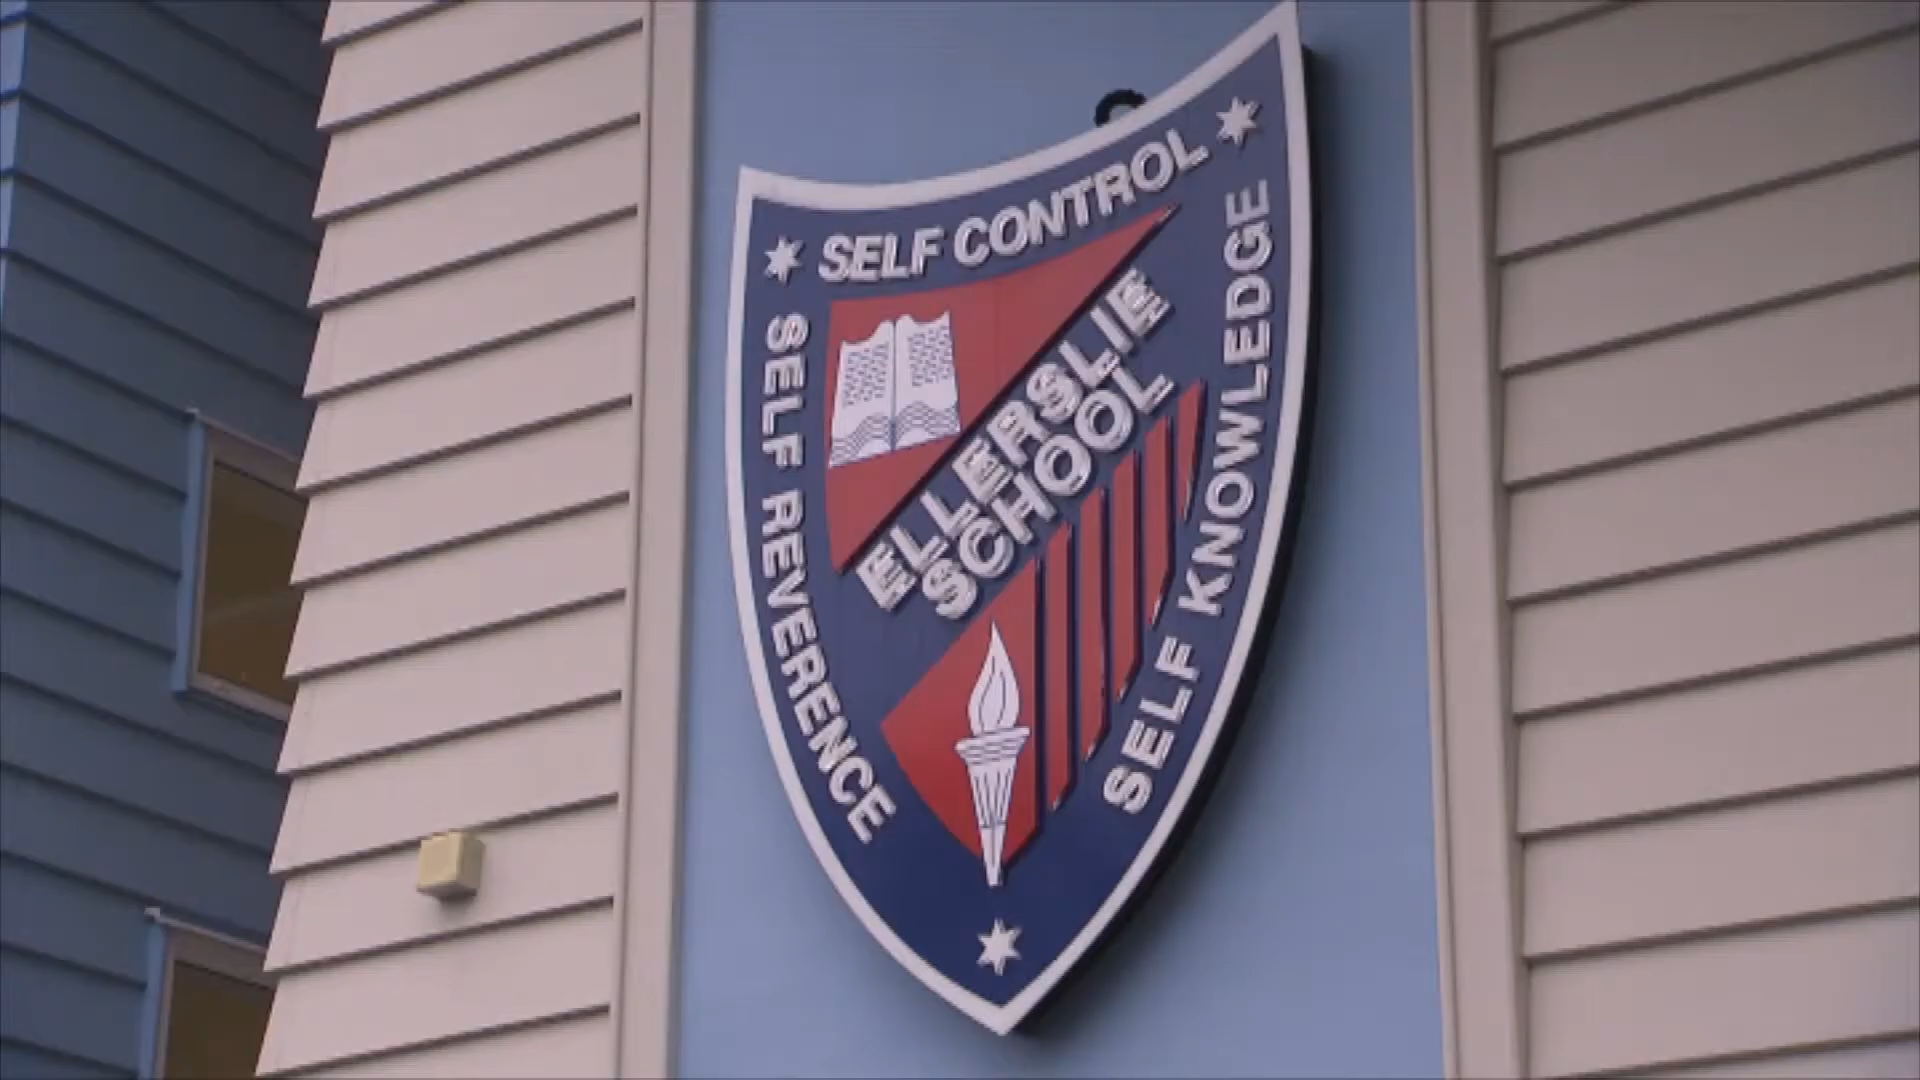 SELF CONTROL
SELF REVERENCE
ELLERSLIE
SCHOOL
SELF KNOWLEDGE